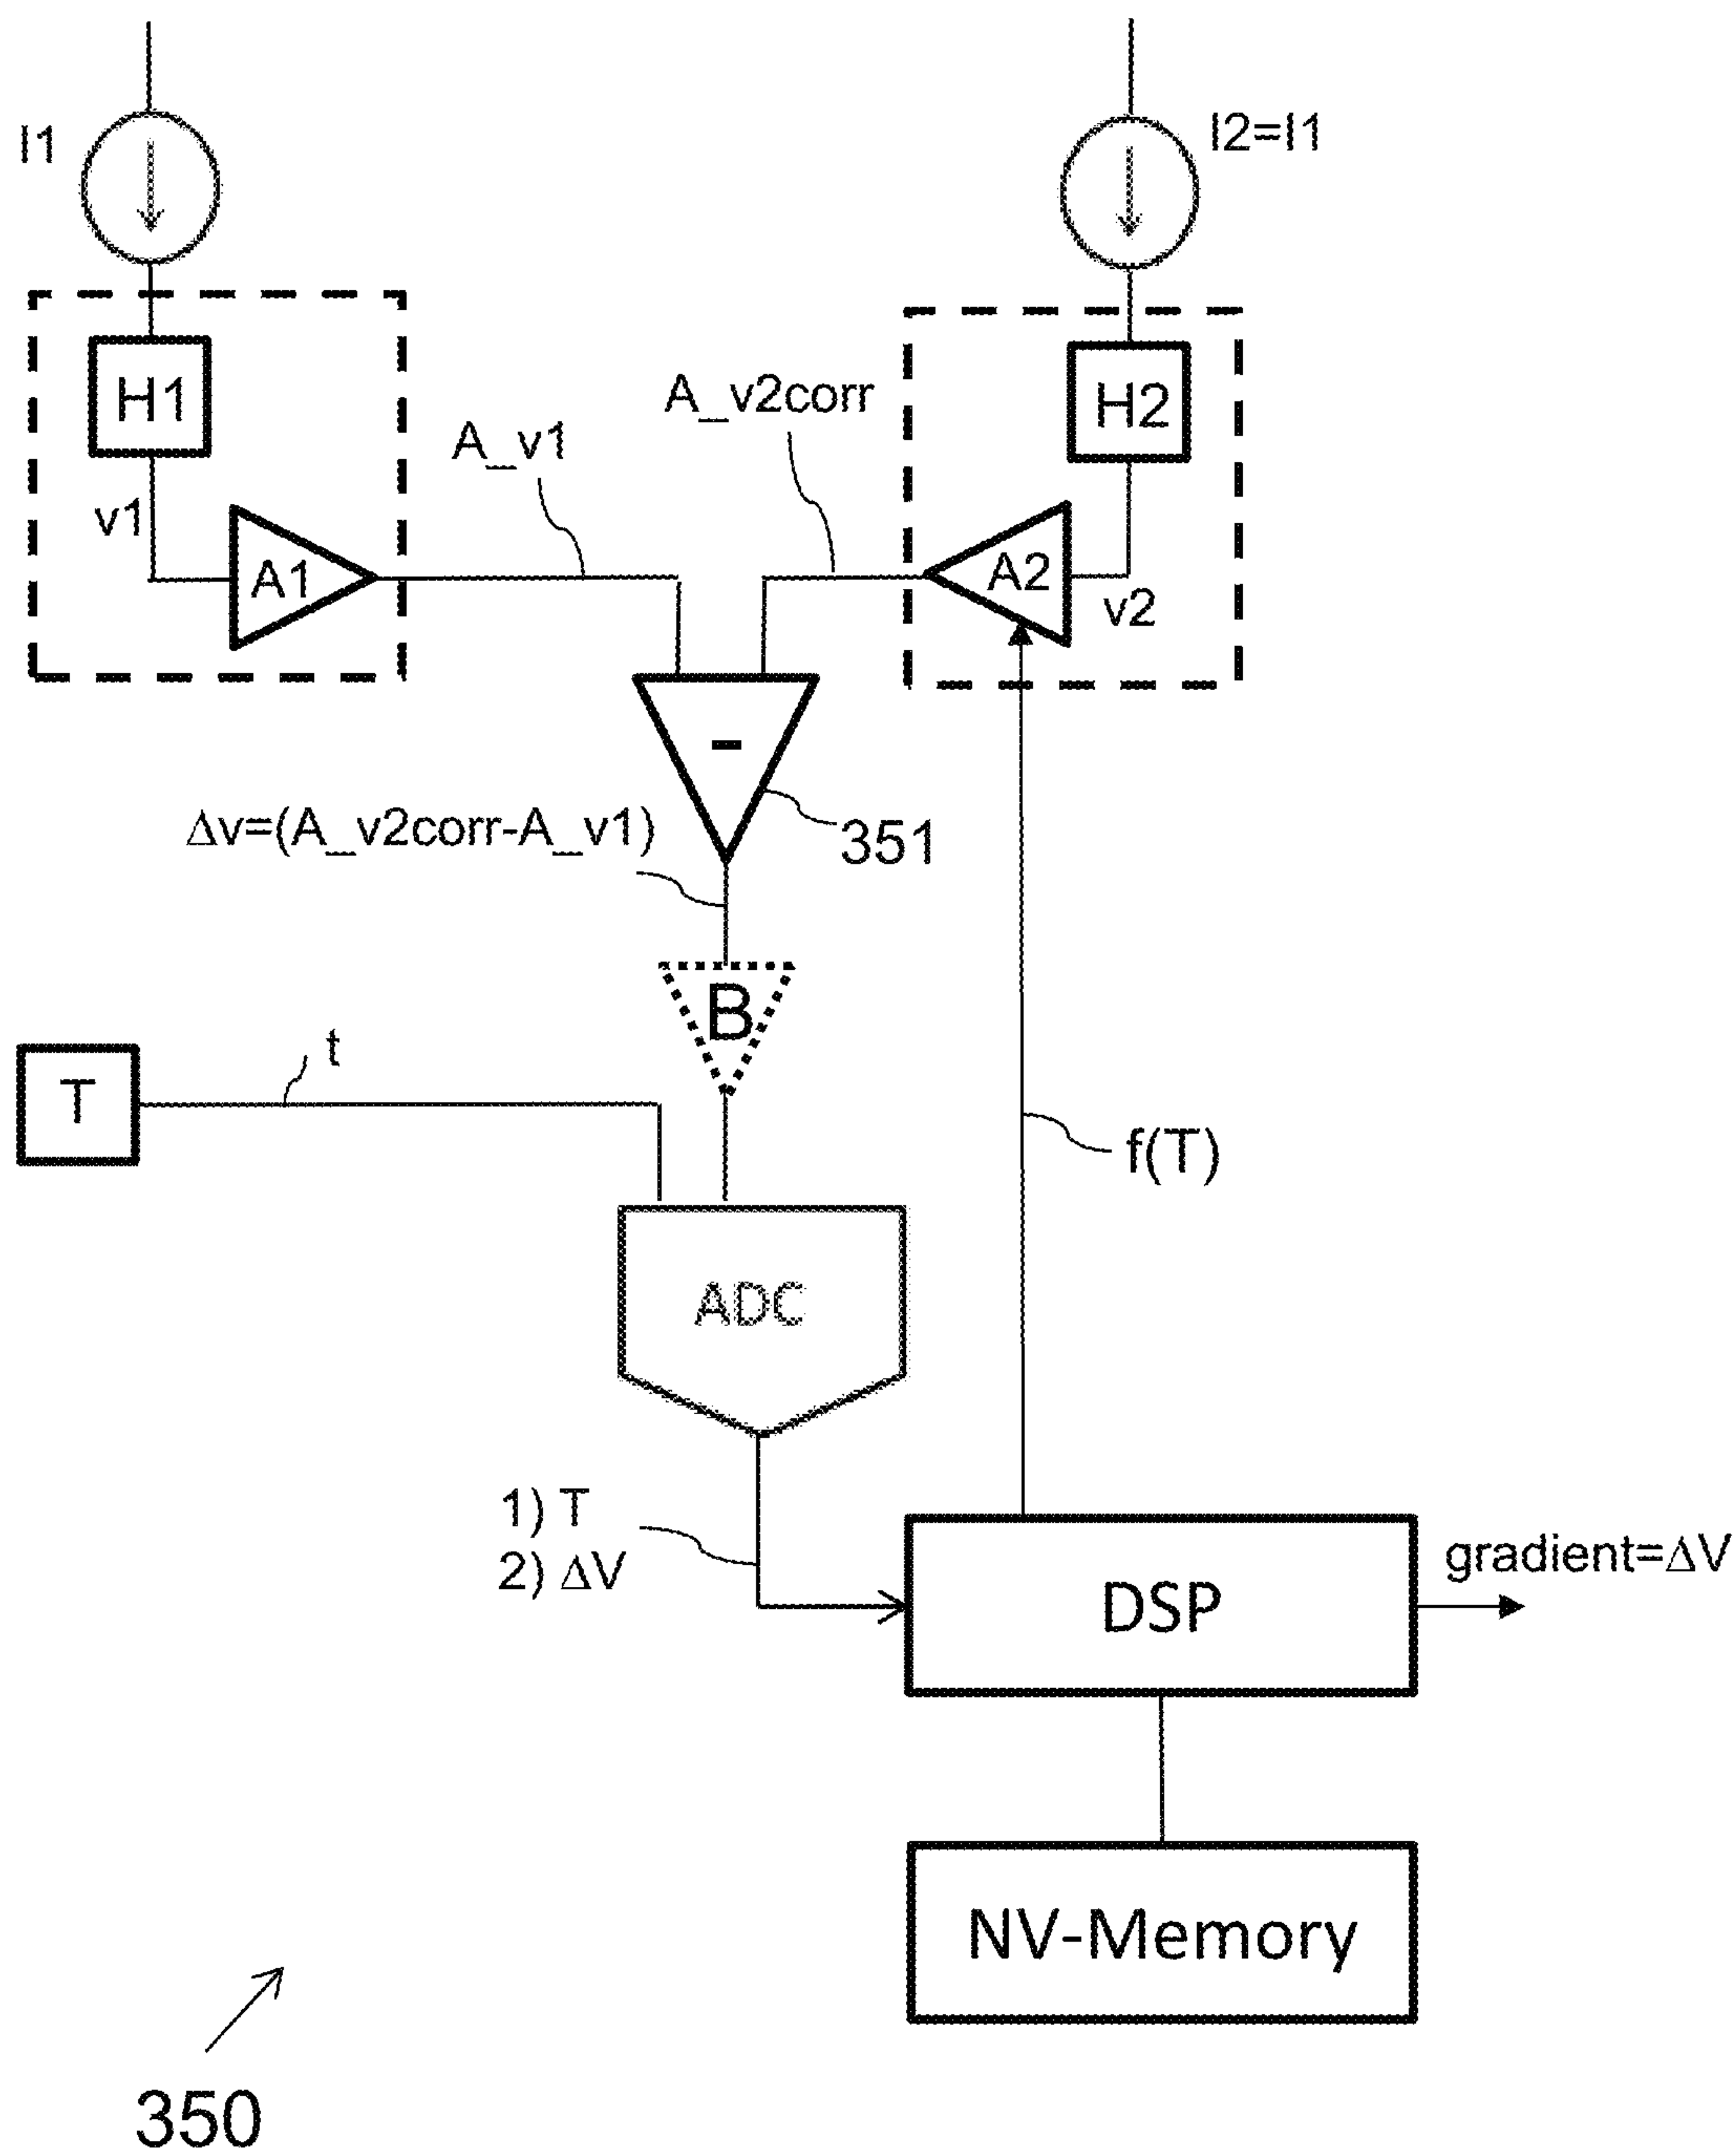 I1
I2=I1
H1
H2
A_v1
A_v2corr
v1
A1
A2
v2
-
Δv=(A_v2corr-A_v1)
351
B
T
t
f(T)
ADC
1) T
2) ΔV
DSP
gradient=ΔV
NV-Memory
350